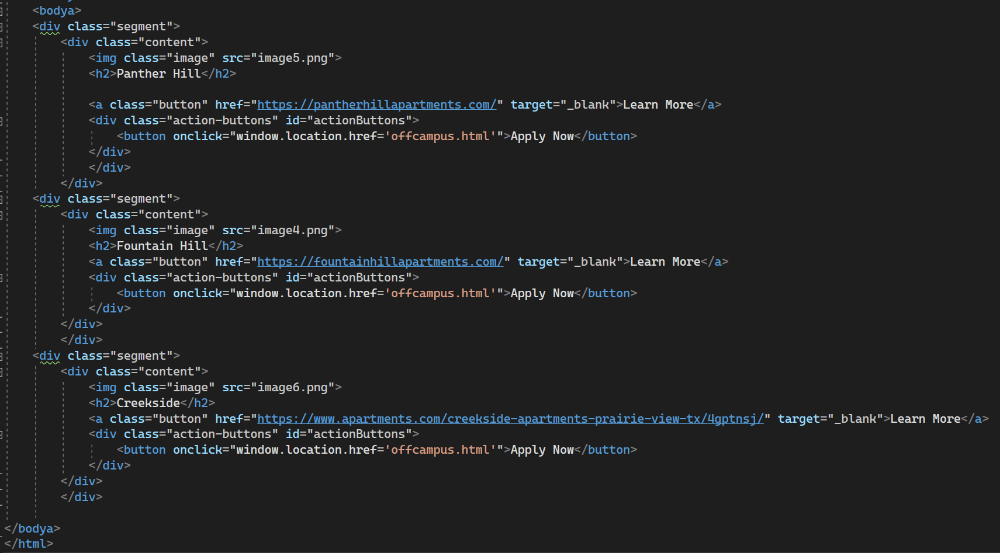 <bodya>
<div class="segment">
<div class="content">
<img class="image" src="image5.png">
<h2>Panther Hill</h2>
<a class="button" href="https://pantherhillapartments.com/" target="_blank">Learn More</a>
<div class="action-buttons" id="actionButtons">
<button onclick="window.location.href='offcampus.html'">Apply Now</button>
</div>
</div>
</div>
<div class="segment">
<div class="content">
<img class="image" src="image4.png">
<h2>Fountain Hill</h2>
<a class="button" href="https://fountainhillapartments.com/" target="_blank">Learn More</a>
<div class="action-buttons" id="actionButtons">
<button onclick="window.location.href='offcampus.html'">Apply Now</button>
</div>
</div>
</div>
<div class="segment">
<div class="content">
<img class="image" src="image6.png">
<h2>Creekside</h2>
<a class="button" href="https://www.apartments.com/creekside-apartments-prairie-view-tx/4gptnsj/" target="_blank">Learn More</a>
<div class="action-buttons" id="actionButtons">
<button onclick="window.location.href='offcampus.html'">Apply Now</button>
</div>
</div>
</div>
</bodya>
</html>